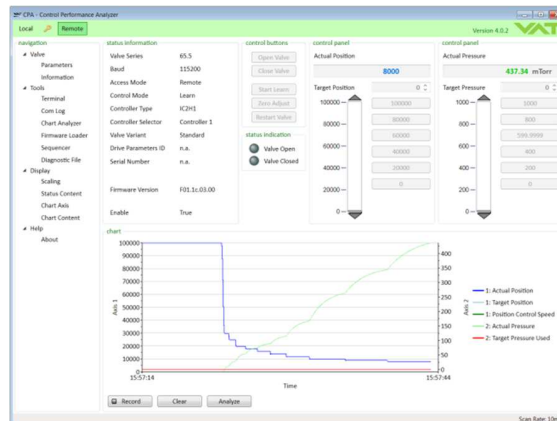 CPA - Control Performance Analyzer
Local Remote Version 4.0.2 VAT
navigation
Valve
Parameters
Information
Tools
Terminal
Com Log
Chart Analyzer
Firmware Loader
Sequencer
Diagnostic File
Display
Scaling
Status Content
Chart Axis
Chart Content
Help
About
status information
Valve Series 65.5
Baud 115200
Access Mode Remote
Control Mode Learn
Controller Type IC2H1
Controller Selector Controller 1
Valve Variant Standard
Drive Parameters ID n.a.
Serial Number n.a.
Firmware Version F01.1c.03.00
Enable True
control buttons
Open Valve
Close Valve
Start Learn
Zero Adjust
Restart Valve
status indication
Valve Open
Valve Closed
control panel
Actual Position
8000
Target Position 0
100000 100000
80000 80000
60000 60000
40000 40000
20000 20000
0 0
control panel
Actual Pressure
437.34 mTorr
Target Pressure 0
1000 1000
800 800
600 599.9999
400 400
200 200
0 0
chart
100000
90000
80000
70000
60000
50000
40000
30000
20000
10000
0
Axis 1
400
350
300
250
200
150
100
50
0
Axis 2
15:57:14 15:57:44
Time
1: Actual Position
1: Target Position
1: Position Control Speed
2: Actual Pressure
2: Target Pressure Used
Record Clear Analyze
Scan Rate: 10m